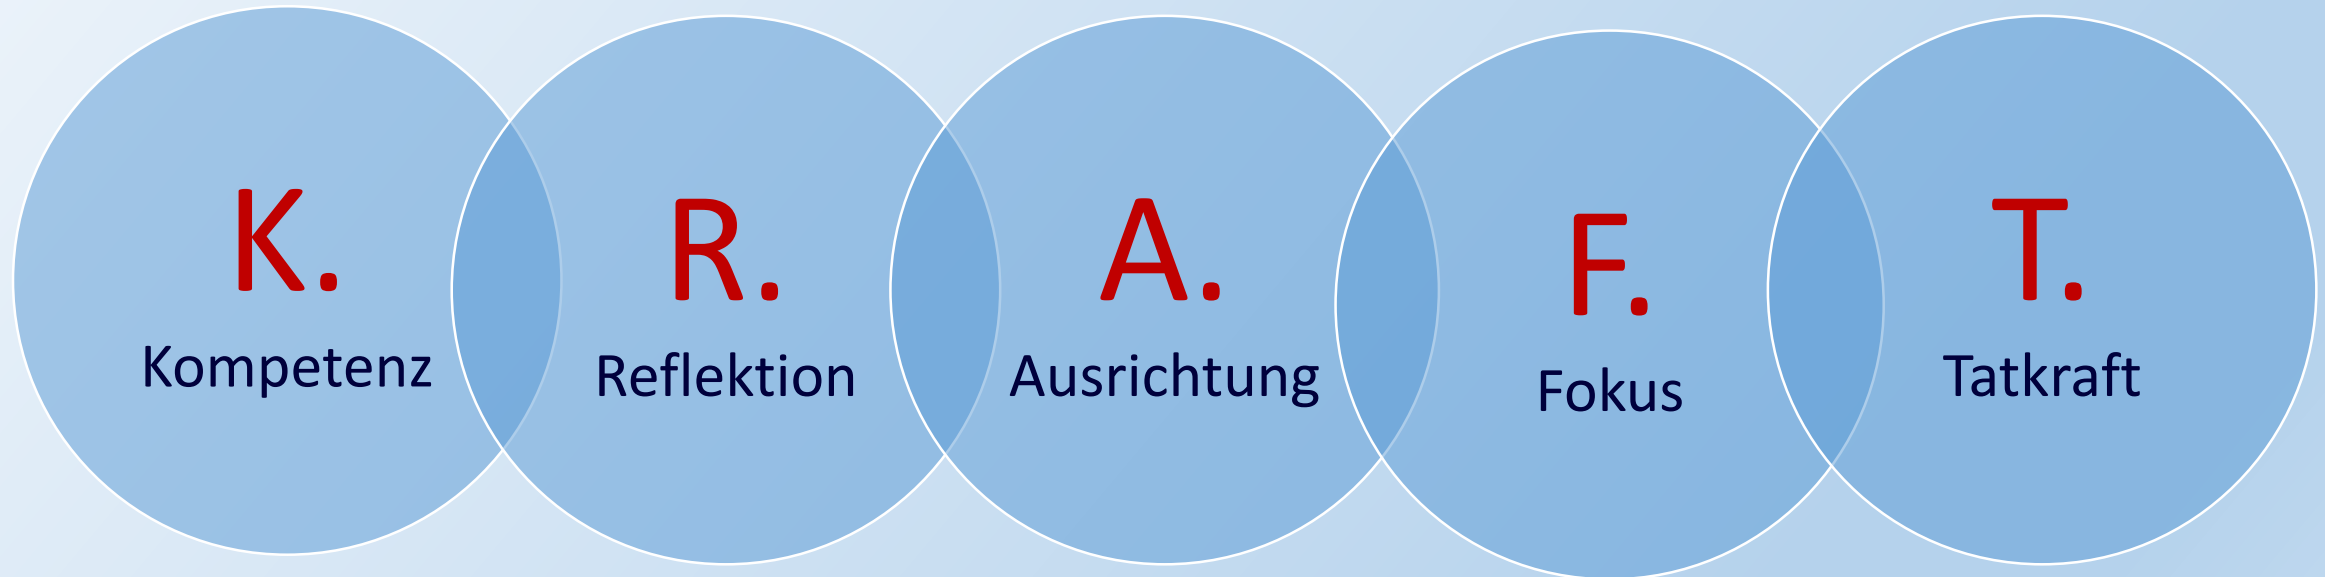 K.
Kompetenz
R.
Reflektion
A.
Ausrichtung
F.
Fokus
T.
Tatkraft